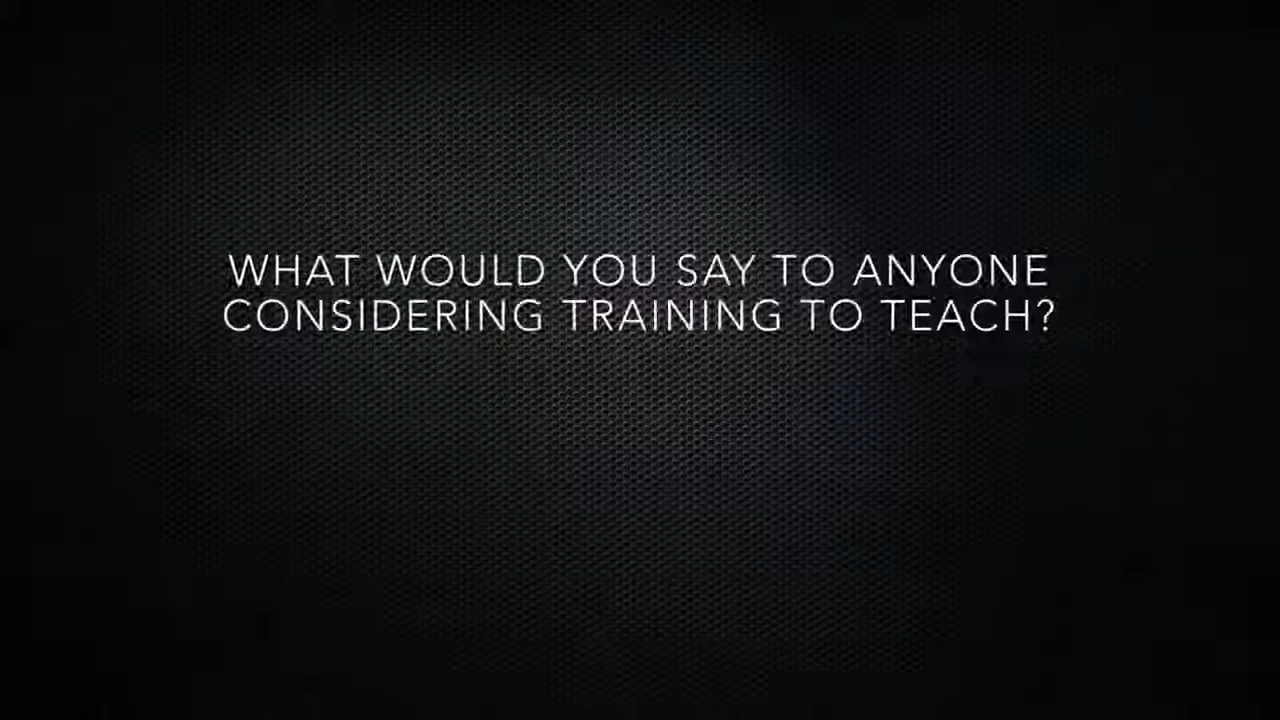 WHAT WOULD YOU SAY TO ANYONE
CONSIDERING TRAINING TO TEACH?